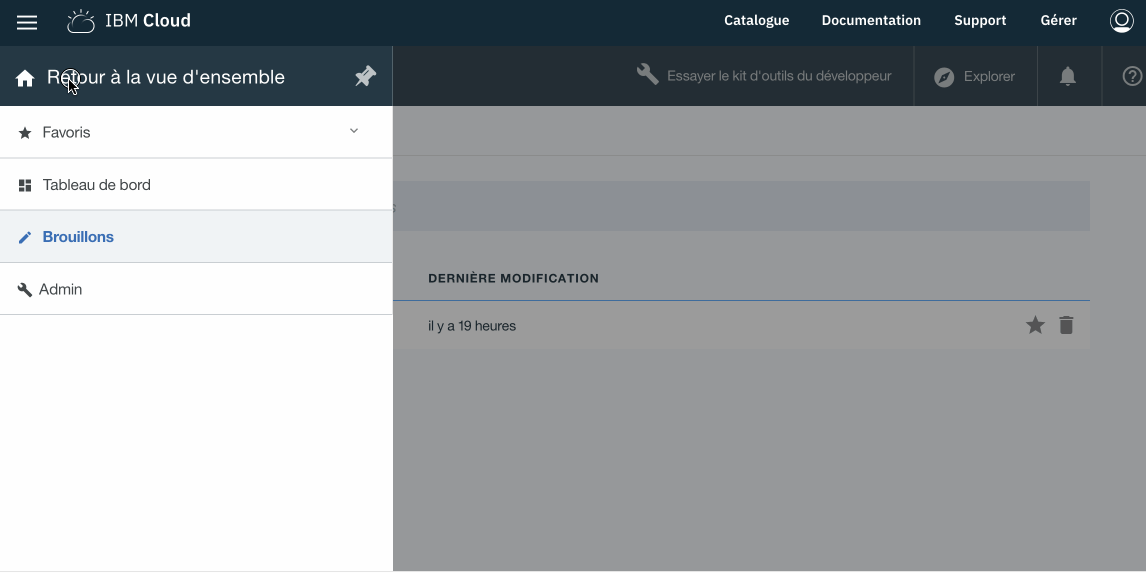 IBM Cloud
Catalogue
Documentation
Support
Gérer
Retour à la vue d'ensemble
Essayer le kit d'outils du développeur
Explorer
Favoris
Tableau de bord
Brouillons
Admin
DERNIÈRE MODIFICATION
il y a 19 heures